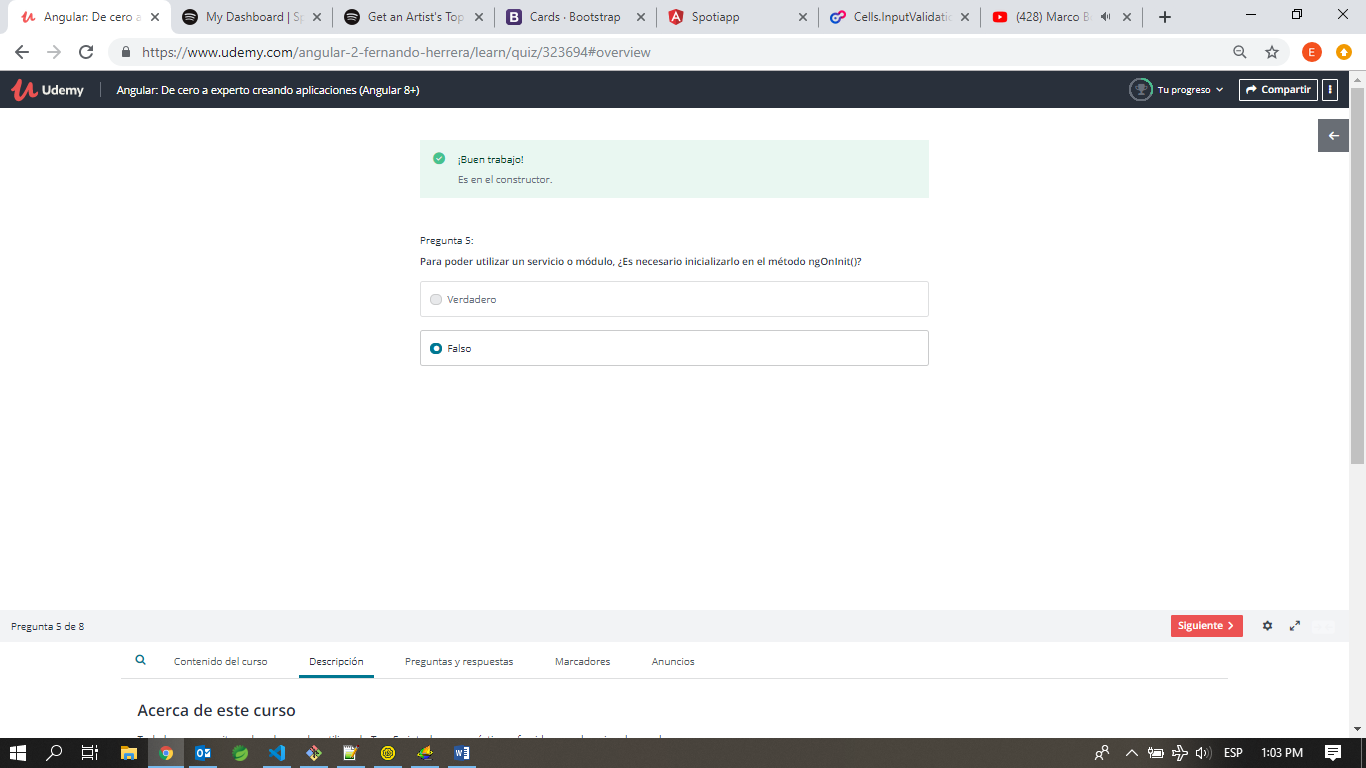 Angular: De cero a
My Dashboard | Sp
Get an Artist's Top
Cards · Bootstrap
Spotiapp
Cells.InputValidatio
(428) Marco B
https://www.udemy.com/angular-2-fernando-herrera/learn/quiz/323694#overview
E
Udemy
Angular: De cero a experto creando aplicaciones (Angular 8+)
Tu progreso
Compartir
¡Buen trabajo!
Es en el constructor.
Pregunta 5:
Para poder utilizar un servicio o módulo, ¿Es necesario inicializarlo en el método ngOnInit()?
Verdadero
Falso
Pregunta 5 de 8
Siguiente
Contenido del curso
Descripción
Preguntas y respuestas
Marcadores
Anuncios
Acerca de este curso
ESP
1:03 PM